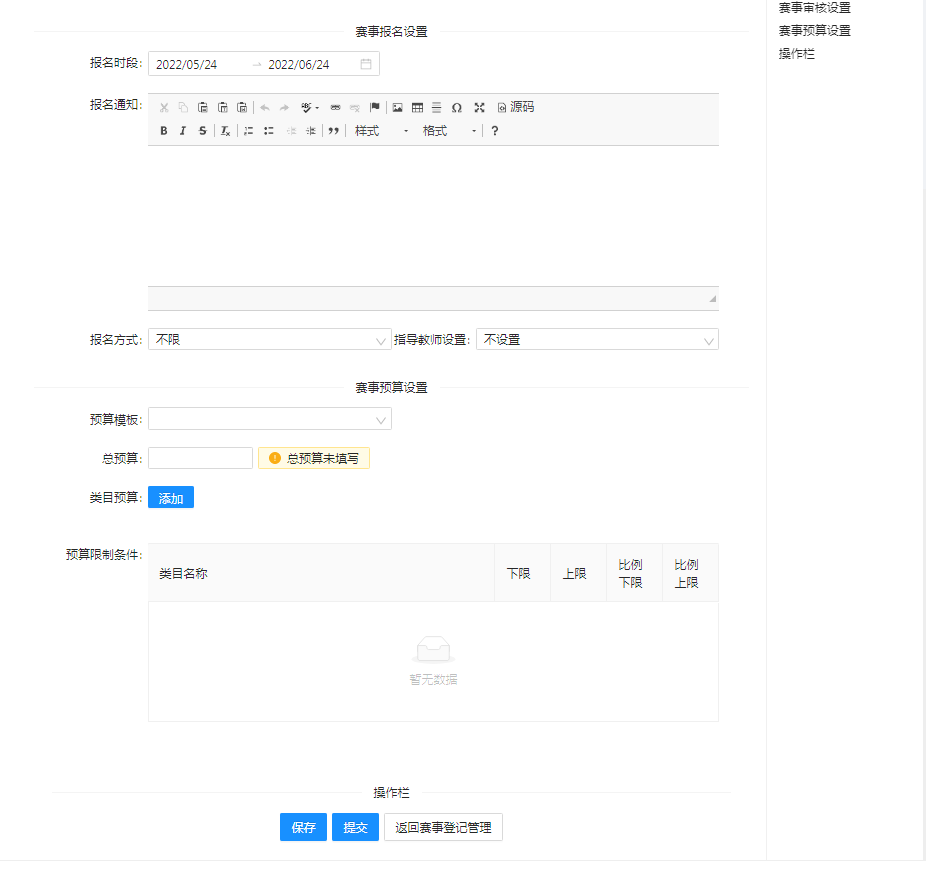 赛事审核设置
赛事预算设置
操作栏
赛事报名设置
报名时段: 2022/05/24 → 2022/06/24
报名通知:
源码
B I S Tx 样式 格式 ?
报名方式: 不限 指导教师设置: 不设置
赛事预算设置
预算模板:
总预算: 总预算未填写
类目预算: 添加
预算限制条件:
类目名称 下限 上限 比例下限 比例上限
暂无数据
操作栏
保存 提交 返回赛事登记管理